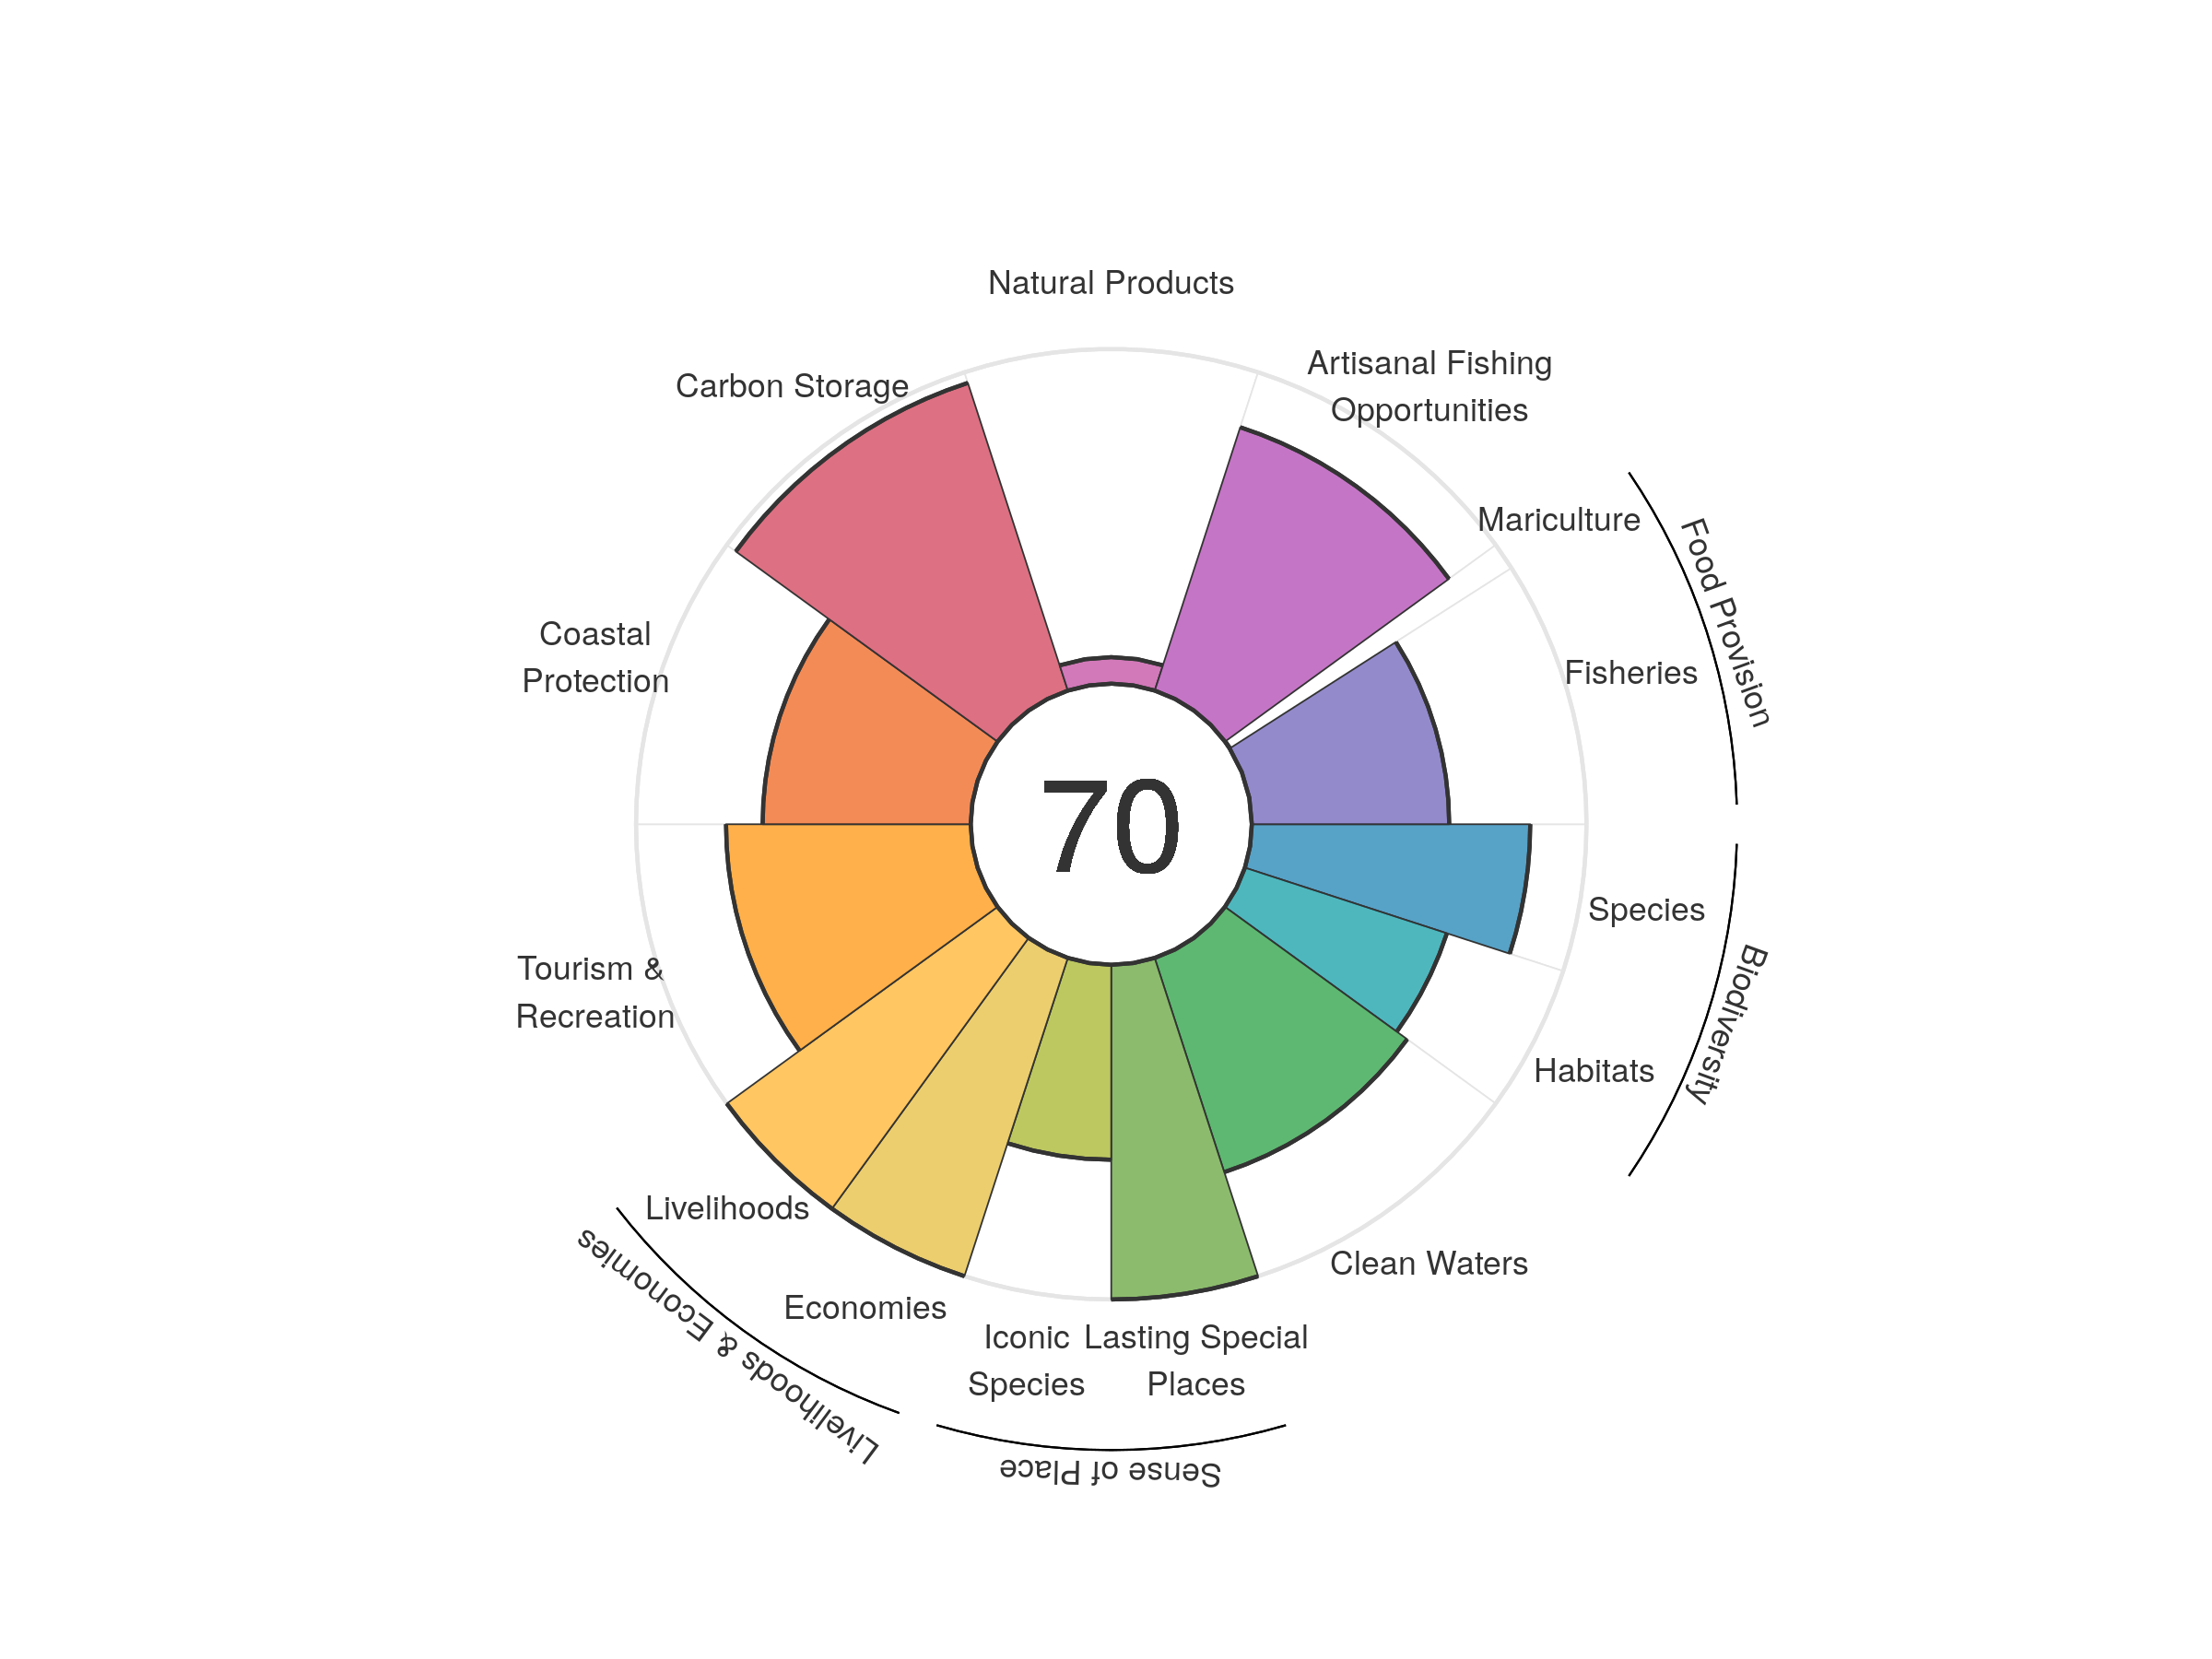 Natural Products
Artisanal Fishing
Opportunities
Carbon Storage
Mariculture
Food Provision
Coastal
Protection
Fisheries
70
Species
Biodiversity
Tourism &
Recreation
Habitats
Livelihoods
Clean Waters
Economies
Livelihoods & Economies
Iconic
Species
Lasting Special
Places
Sense of Place